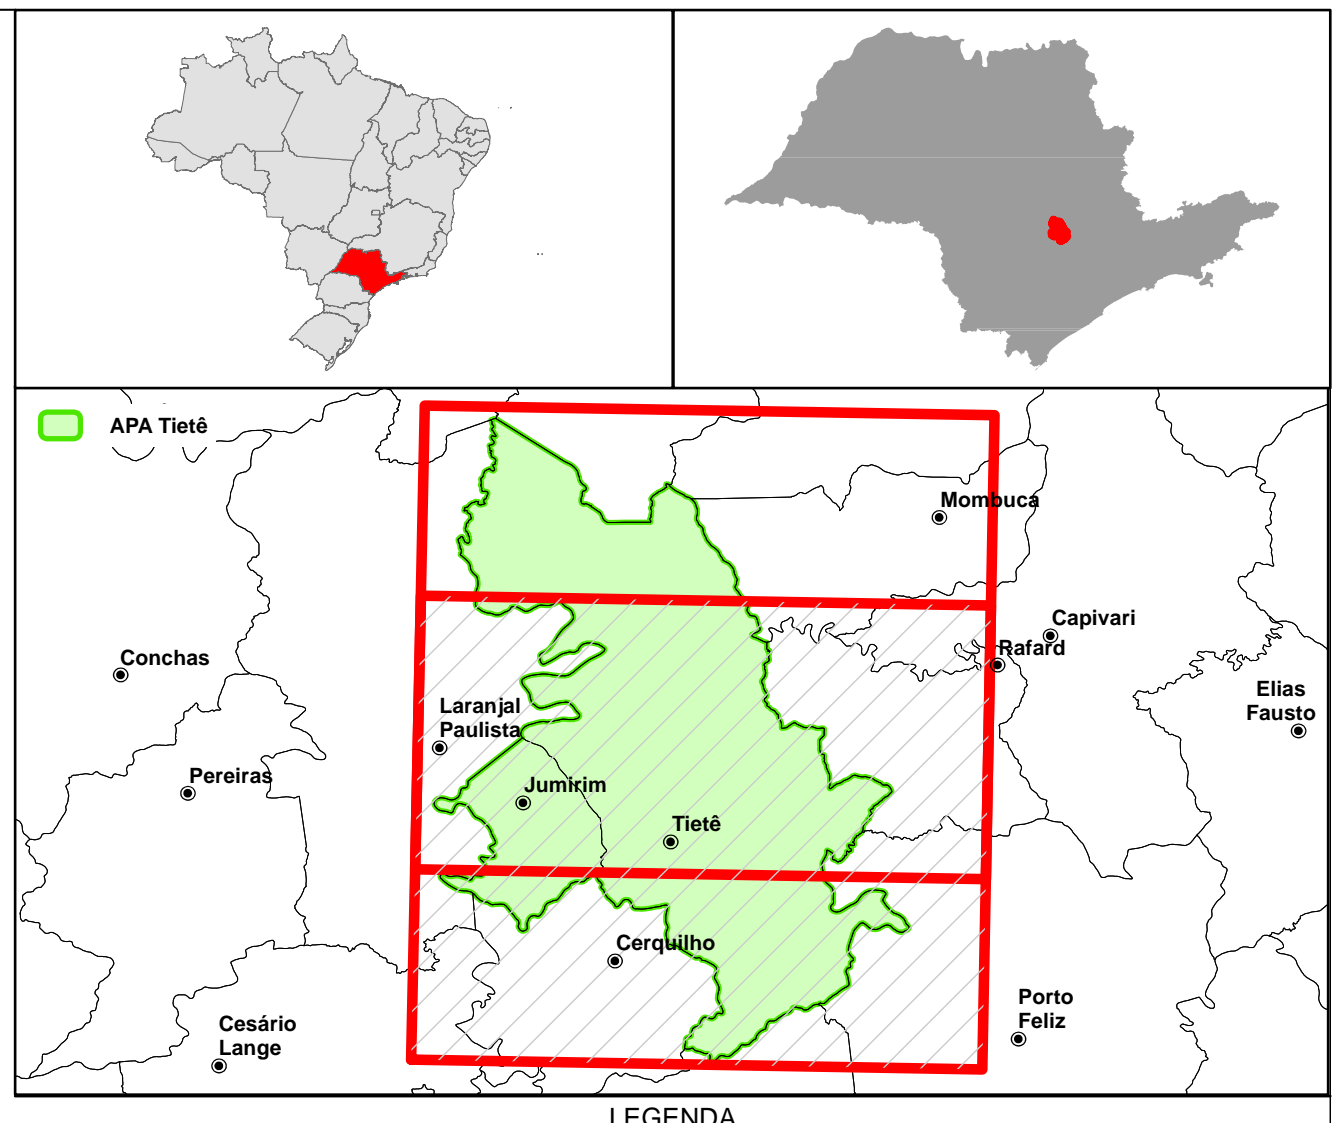 APA Tietê
Mombuca
Capivari
Rafard
Conchas
Elias
Fausto
Laranjal
Paulista
Pereiras
Jumirim
Tietê
Cerquilho
Porto
Feliz
Cesário
Lange
LEGENDA